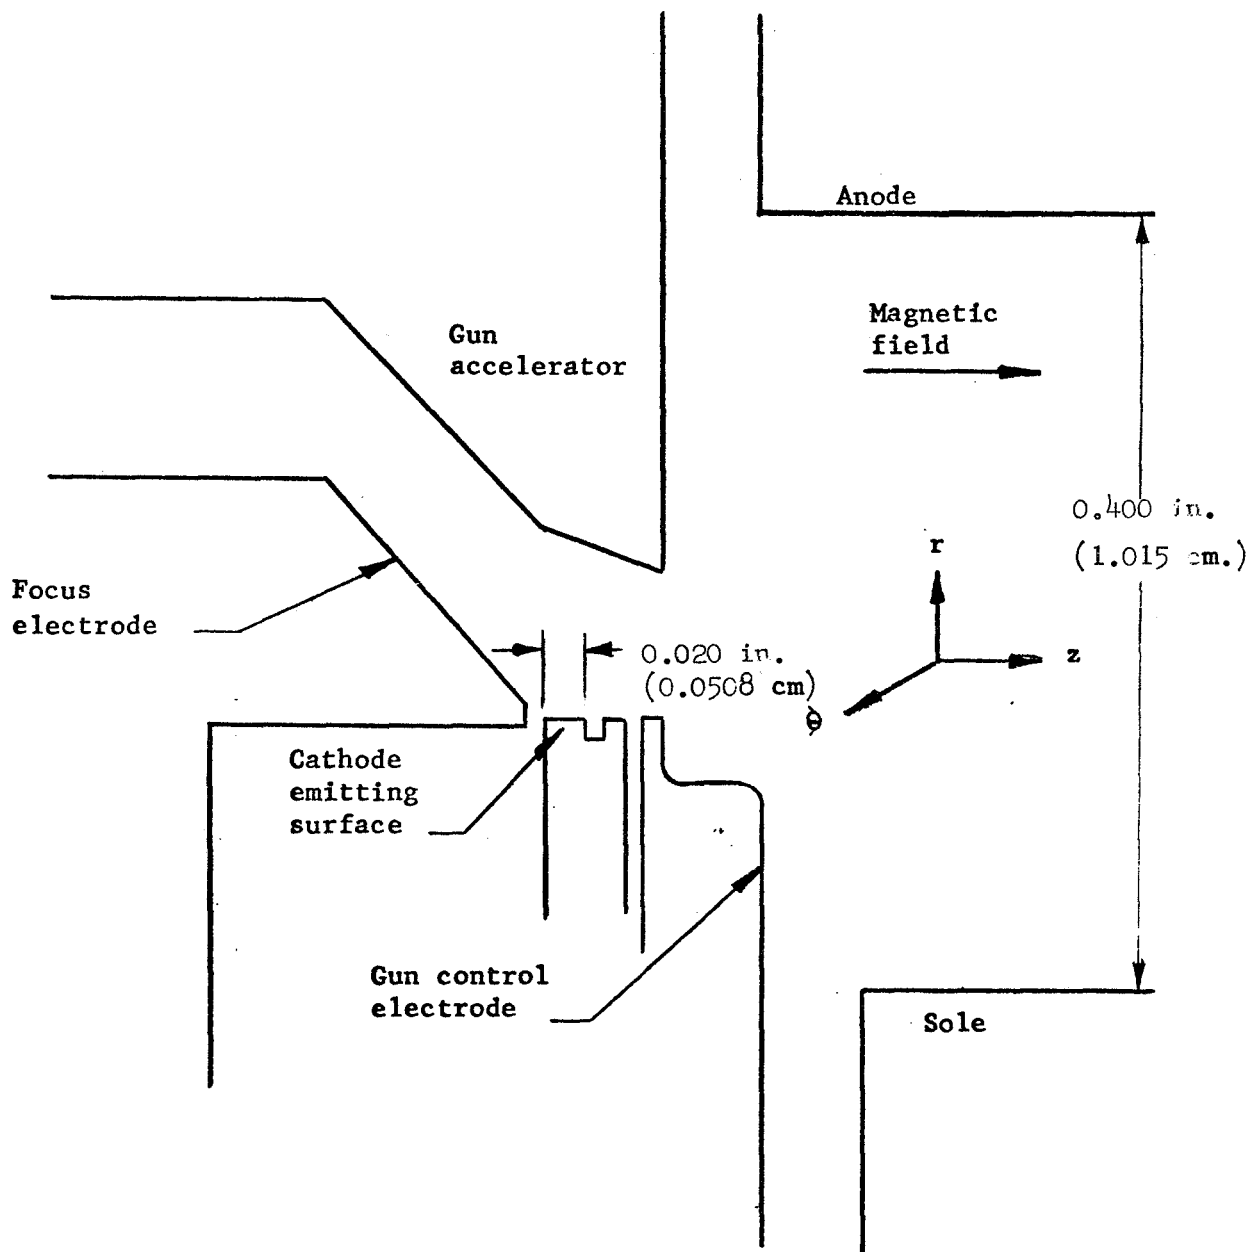 Anode
Magnetic
field
Gun
accelerator
0.400 in.
(1.015 cm.)
r
Focus
electrode
0.020 in.
(0.0508 cm)
z
θ
Cathode
emitting
surface
Gun control
electrode
Sole